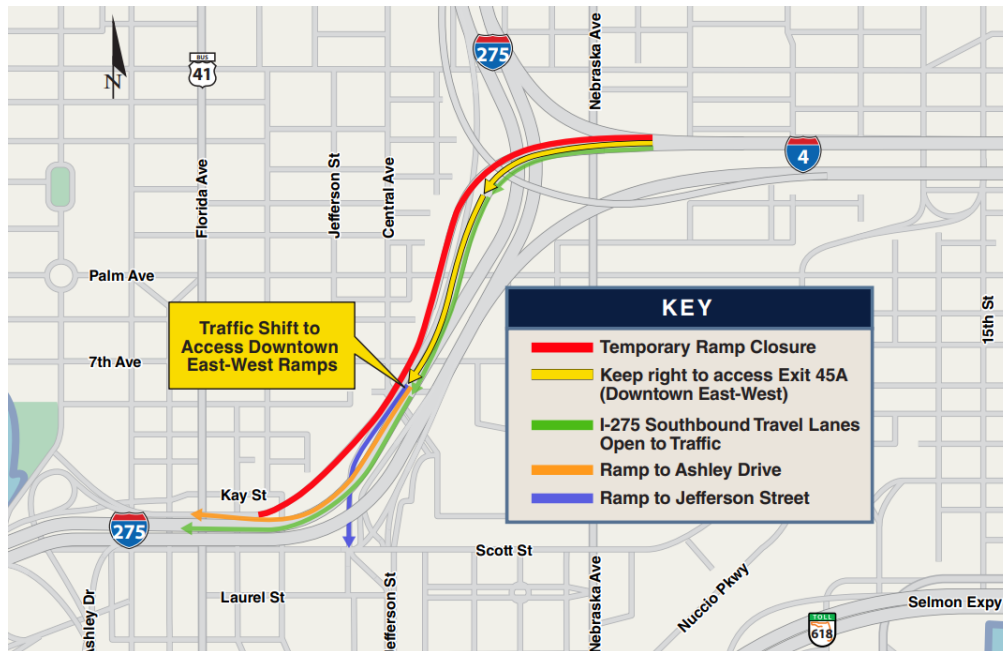 275
Nebraska Ave
BUS
41
N
4
Florida Ave
Jefferson St
Central Ave
Palm Ave
15th St
KEY
Traffic Shift to
Access Downtown
East-West Ramps
7th Ave
Temporary Ramp Closure
Keep right to access Exit 45A
(Downtown East-West)
I-275 Southbound Travel Lanes
Open to Traffic
Ramp to Ashley Drive
Ramp to Jefferson Street
Kay St
275
Scott St
Laurel St
Ashley Dr
Jefferson St
Nebraska Ave
Nuccio Pkwy
Selmon Expy
TOLL
618